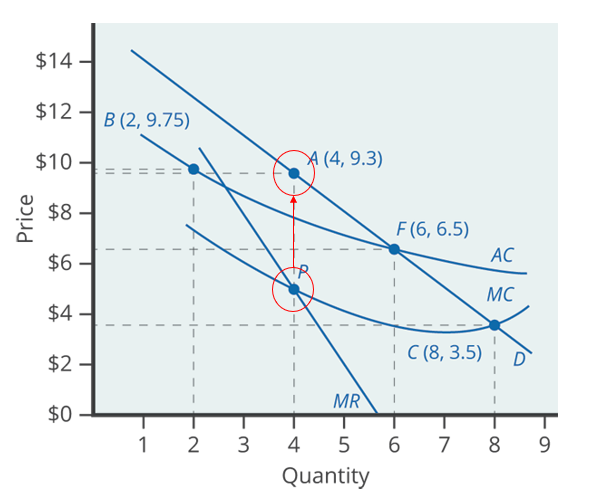 $14
$12
B (2, 9.75)
$10
A (4, 9.3)
$8
F (6, 6.5)
Price
AC
$6
P
MC
$4
C (8, 3.5)
D
$2
MR
$0
1 2 3 4 5 6 7 8 9
Quantity